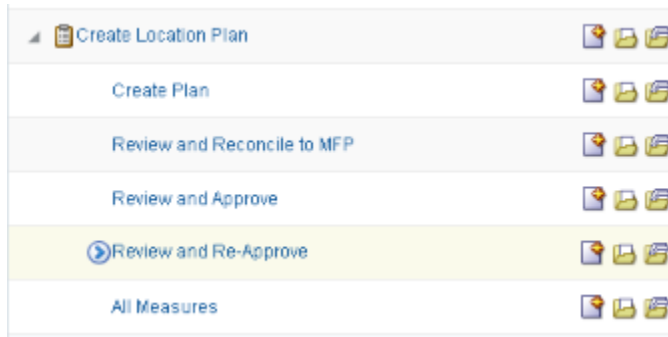 Create Location Plan
Create Plan
Review and Reconcile to MFP
Review and Approve
Review and Re-Approve
All Measures